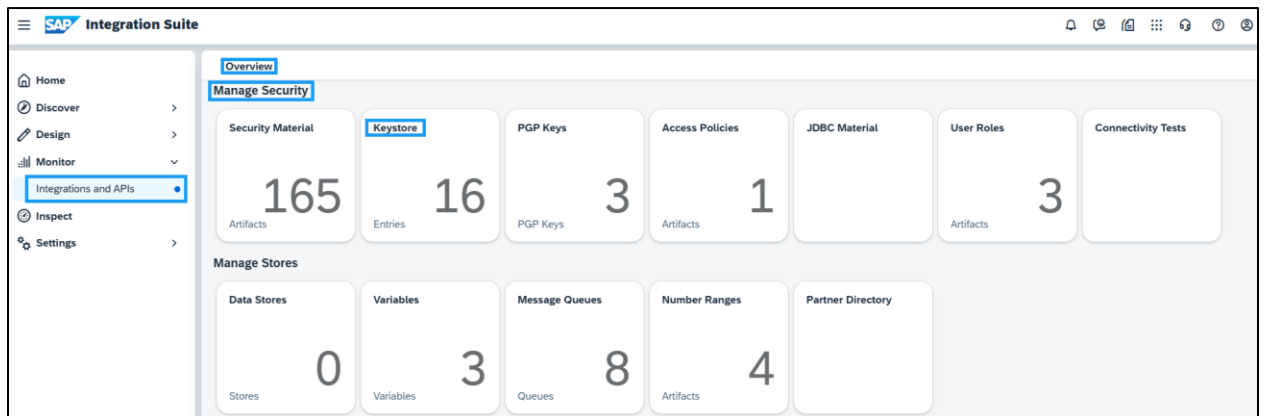 SAP Integration Suite
Home
Discover
Design
Monitor
Integrations and APIs
Inspect
Settings
Overview
Manage Security
Security Material
165
Artifacts
Keystore
16
Entries
PGP Keys
3
PGP Keys
Access Policies
1
Artifacts
JDBC Material
User Roles
3
Artifacts
Connectivity Tests
Manage Stores
Data Stores
0
Stores
Variables
3
Variables
Message Queues
8
Queues
Number Ranges
4
Artifacts
Partner Directory